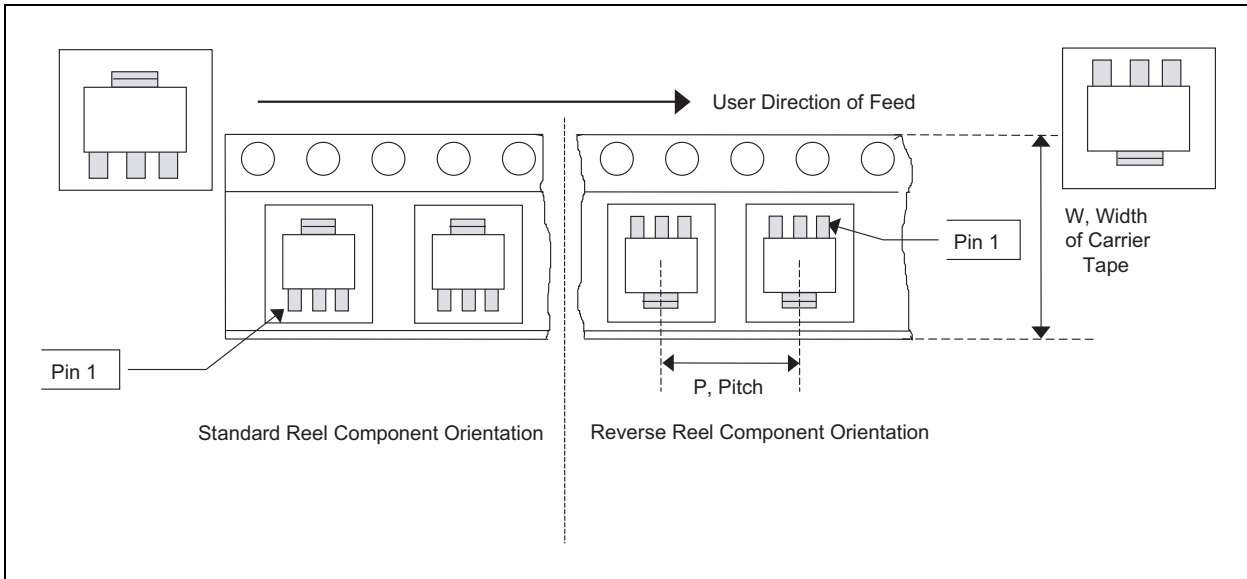 User Direction of Feed
Pin 1
W, Width
of Carrier
Tape
Pin 1
P, Pitch
Standard Reel Component Orientation
Reverse Reel Component Orientation